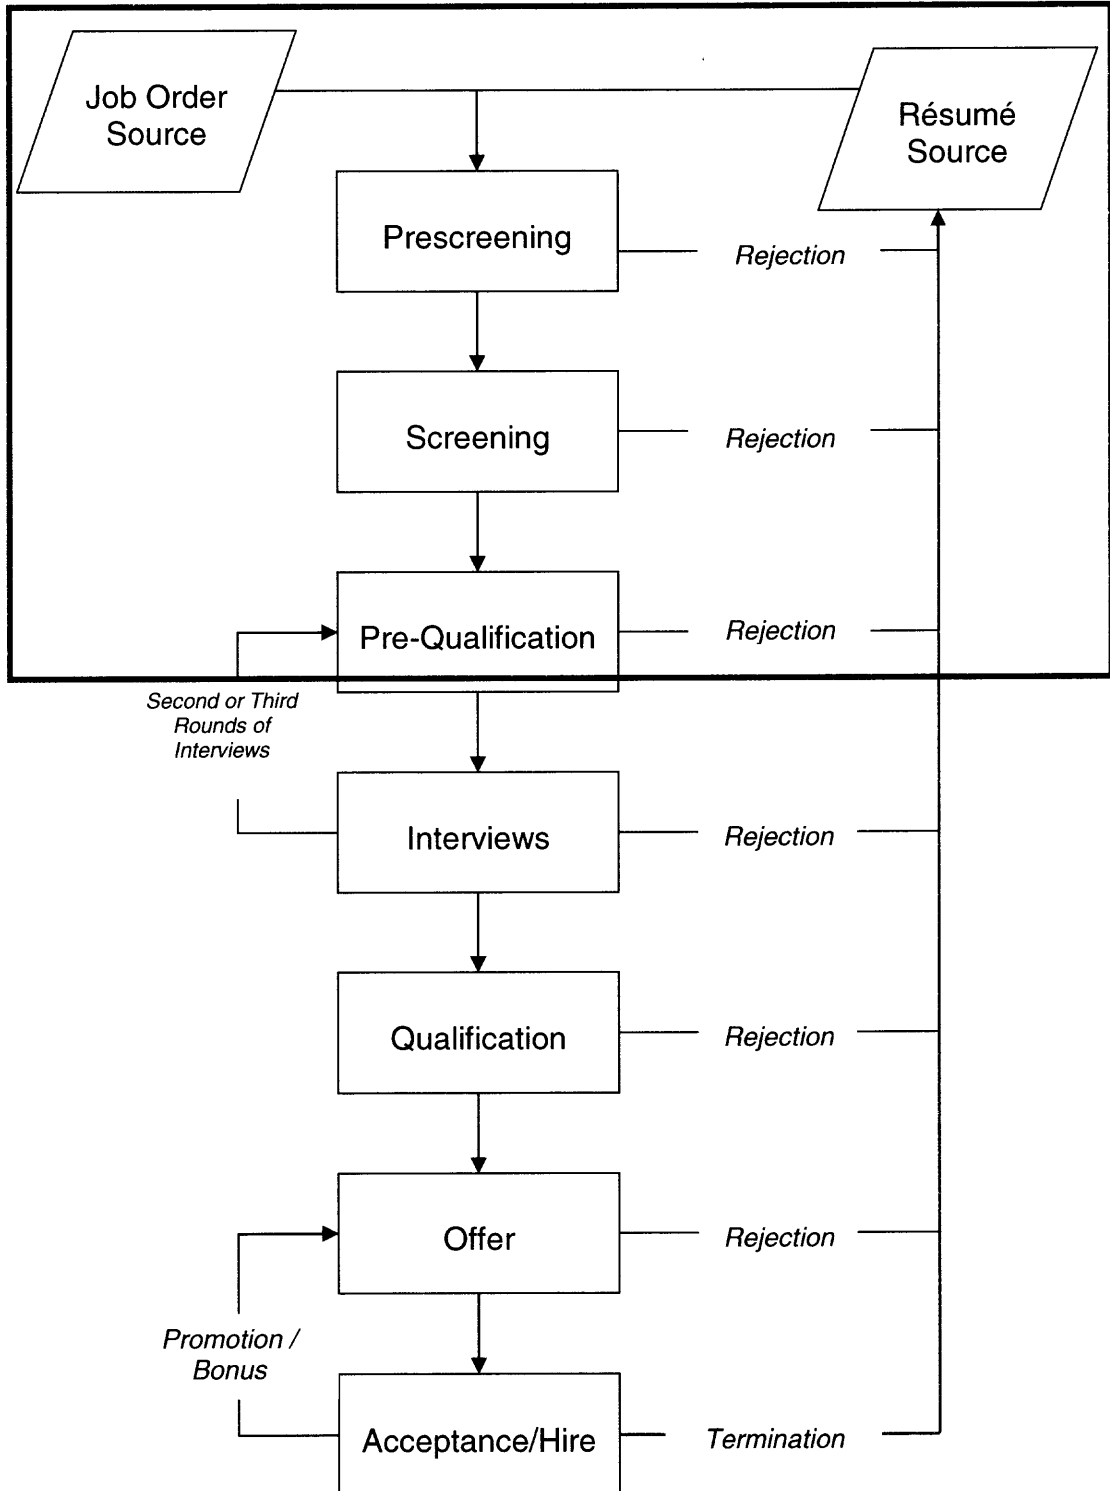 Job Order
Source
Résumé
Source
Prescreening
Rejection
Screening
Rejection
Pre-Qualification
Rejection
Second or Third
Rounds of
Interviews
Interviews
Rejection
Qualification
Rejection
Offer
Rejection
Promotion /
Bonus
Acceptance/Hire
Termination